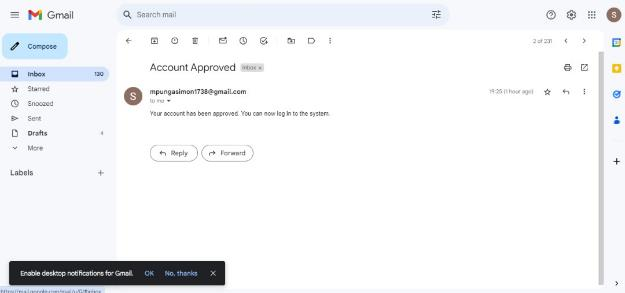 Gmail
Search mail
Compose
2 of 231
Inbox 130
Starred
Snoozed
Sent
Drafts 4
More
Labels
Account Approved Inbox ×
S
S
mpungasimon1738@gmail.com 19:25 (1 hour ago)
to me
Your account has been approved. You can now log in to the system.
Reply Forward
Enable desktop notifications for Gmail. OK No, thanks